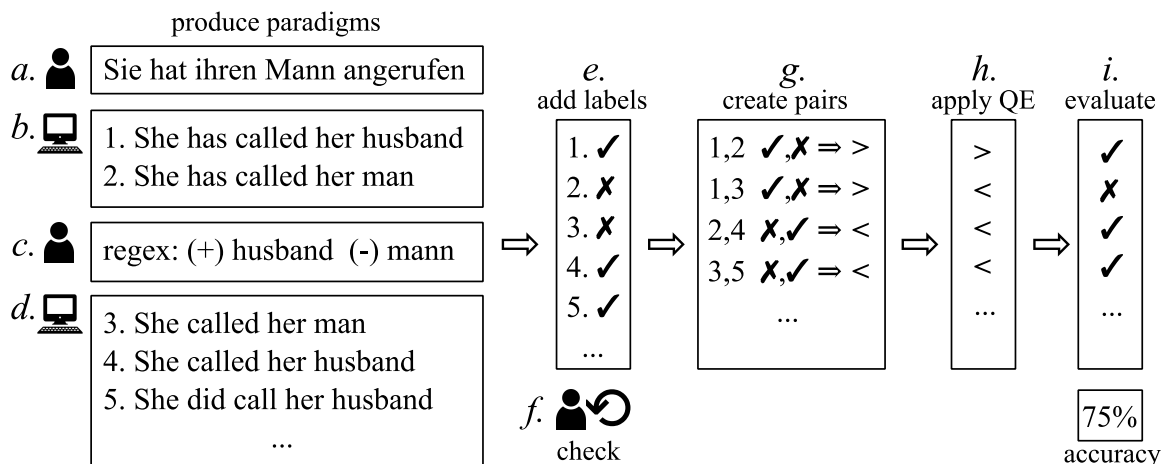 produce paradigms
a.
Sie hat ihren Mann angerufen
b.
1. She has called her husband
2. She has called her man
c.
regex: (+) husband (-) mann
d.
3. She called her man
4. She called her husband
5. She did call her husband
...
e.
add labels
1. ✓
2. ✗
3. ✗
4. ✓
5. ✓
...
f.
check
g.
create pairs
1,2 ✓,✗ ⇒ >
1,3 ✓,✗ ⇒ >
2,4 ✗,✓ ⇒ <
3,5 ✗,✓ ⇒ <
...
h.
apply QE
>
<
<
<
...
i.
evaluate
✓
✗
✓
✓
...
75%
accuracy